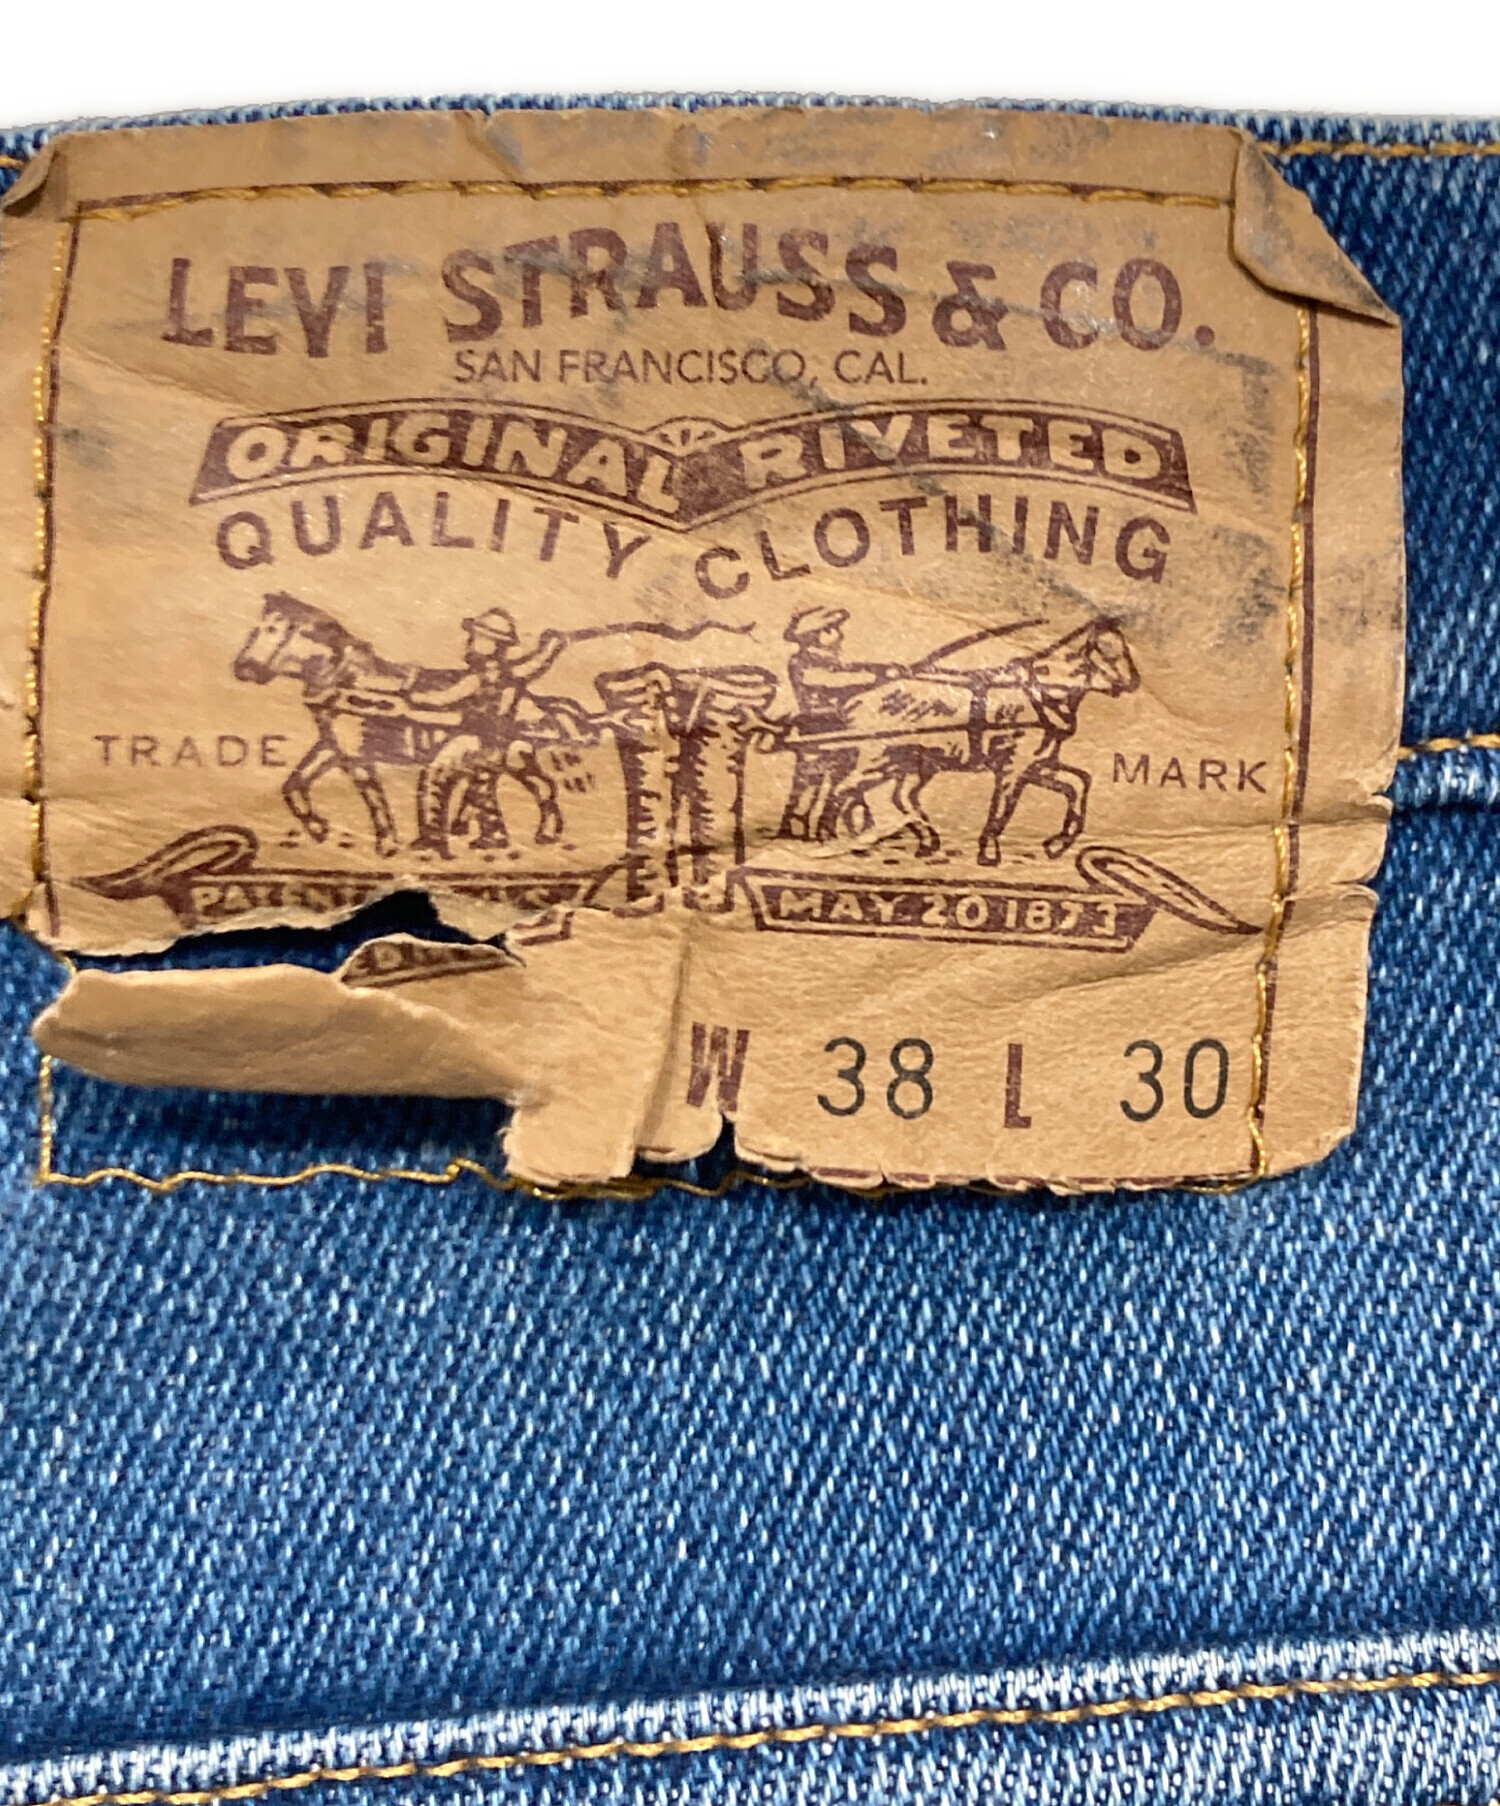 LEVI STRAUSS & CO.
SAN FRANCISCO, CAL.
ORIGINAL RIVETED
QUALITY CLOTHING
TRADE MARK
MAY 20 1873
W 38 L 30